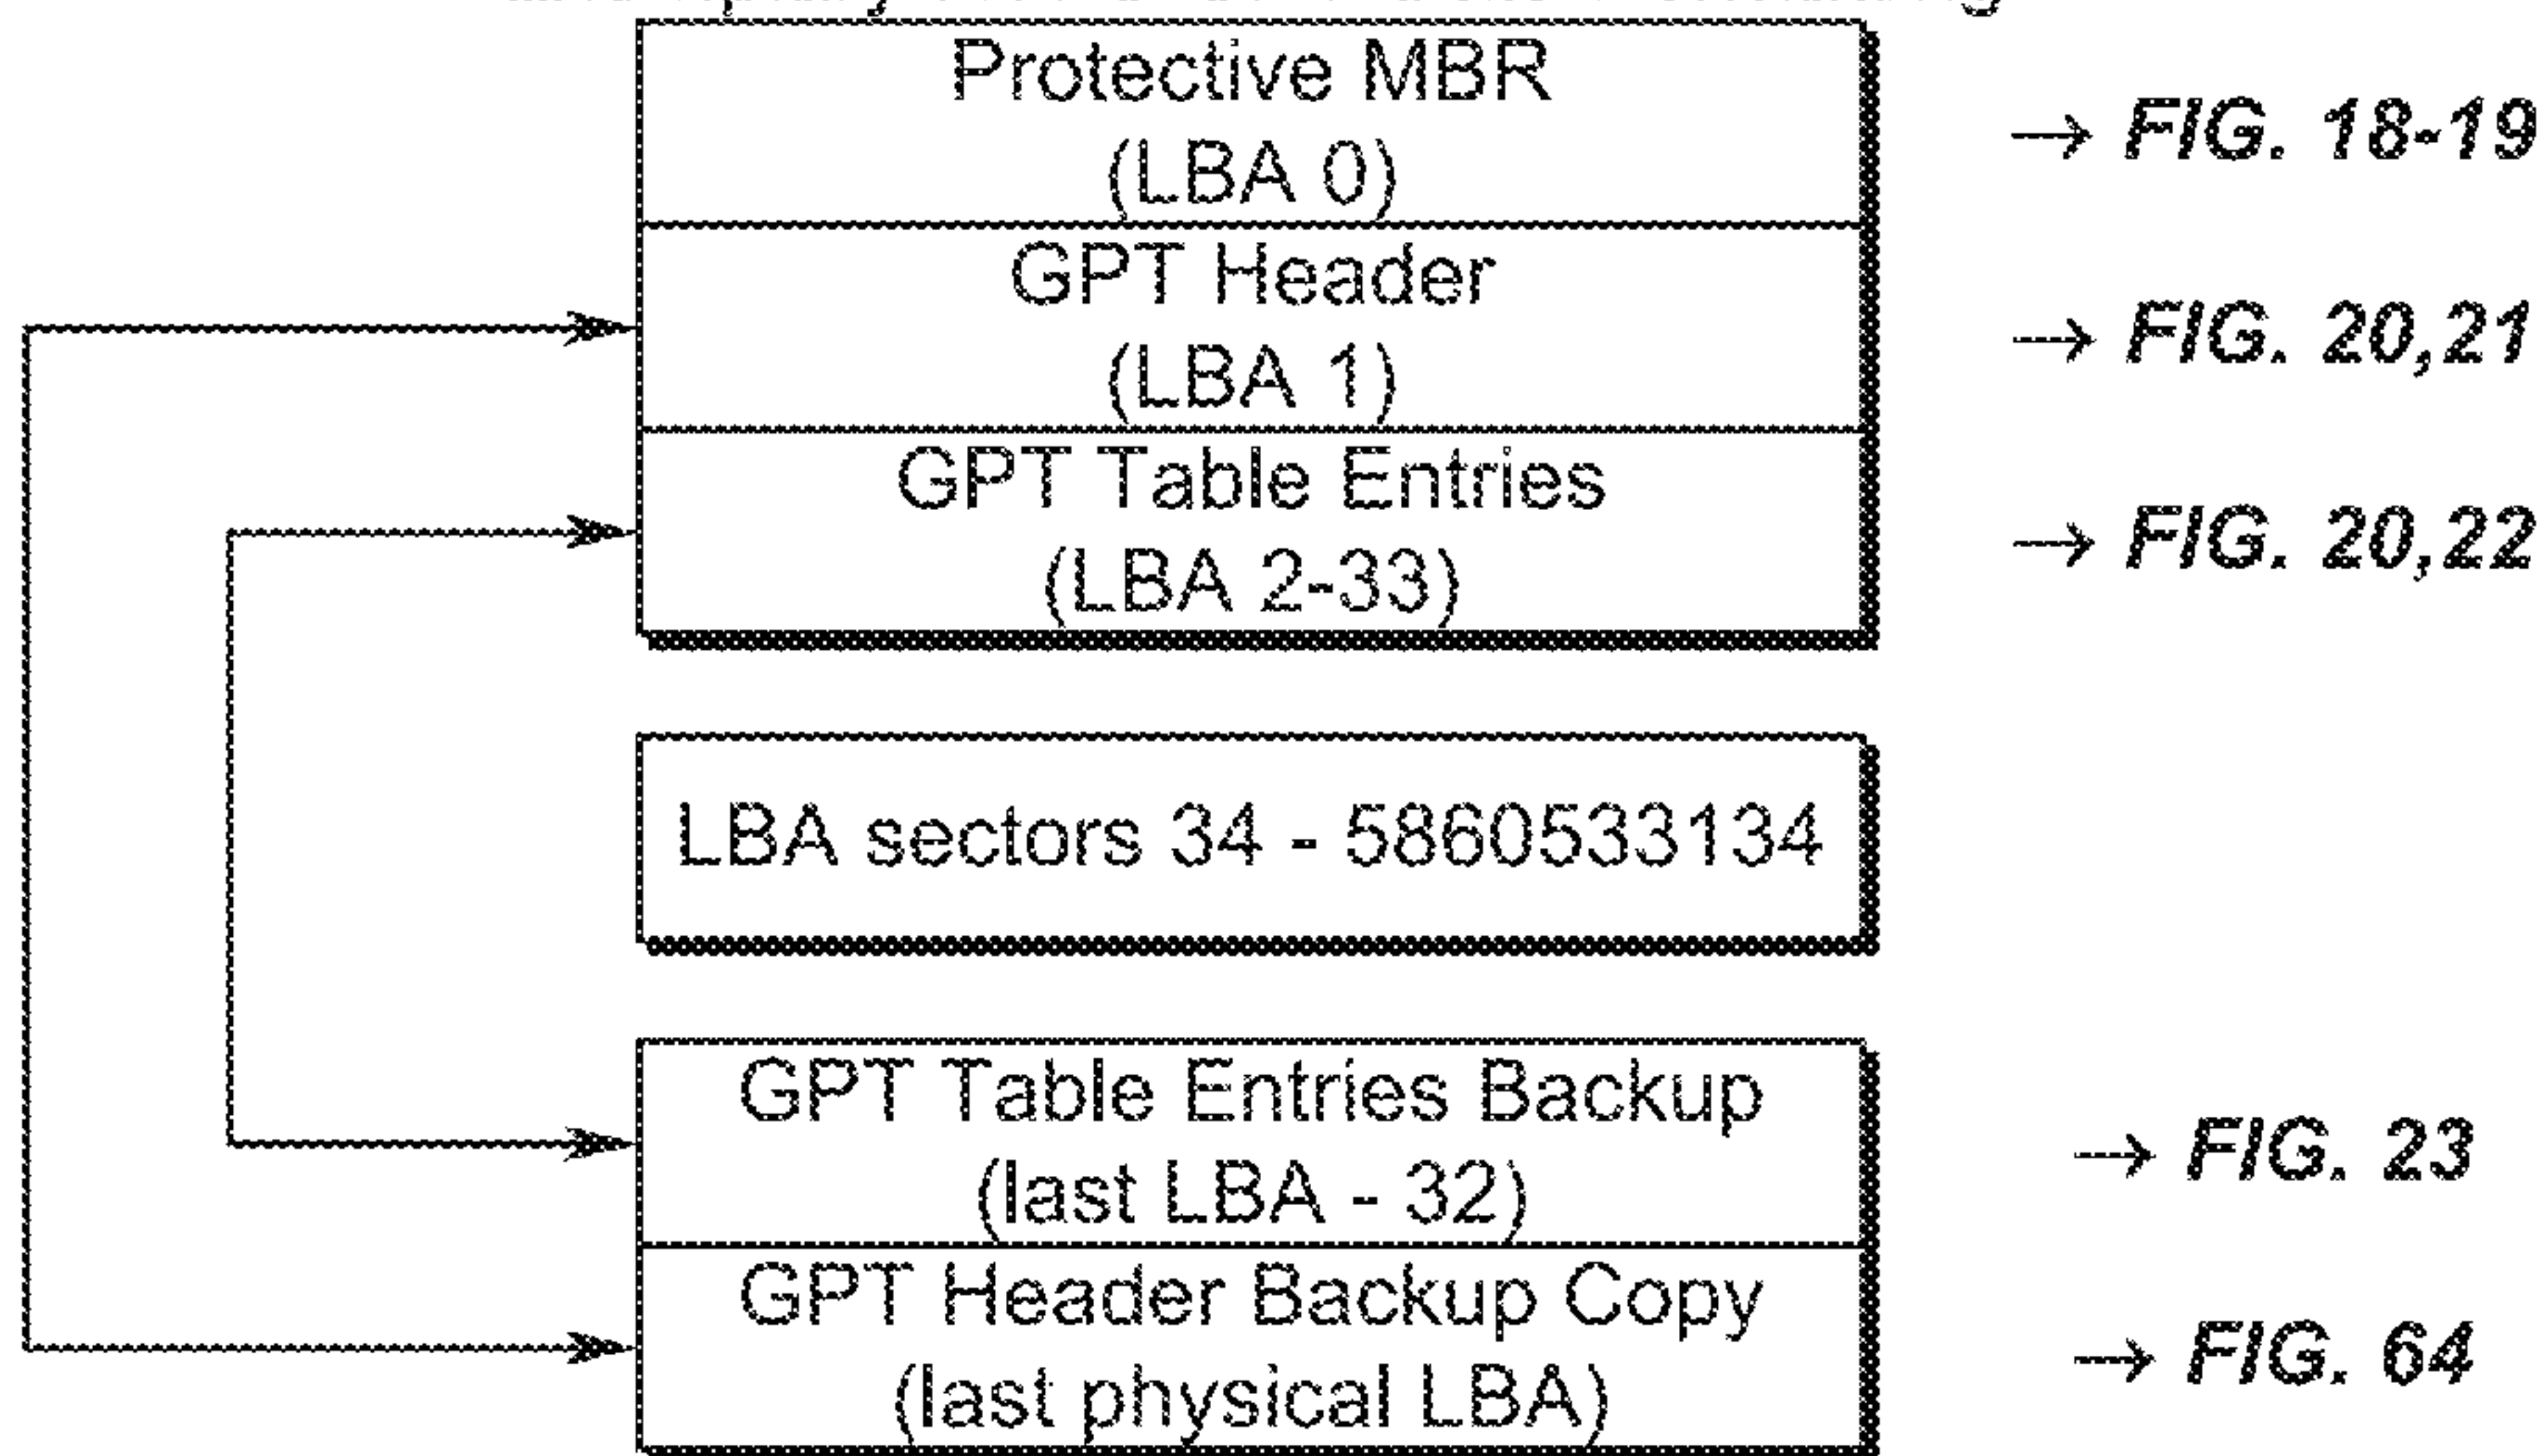 Protective MBR
(LBA 0)
→ FIG. 18-19
GPT Header
(LBA 1)
→ FIG. 20,21
GPT Table Entries
(LBA 2-33)
→ FIG. 20,22
LBA sectors 34 - 5860533134
GPT Table Entries Backup
(last LBA - 32)
→ FIG. 23
GPT Header Backup Copy
(last physical LBA)
→ FIG. 64